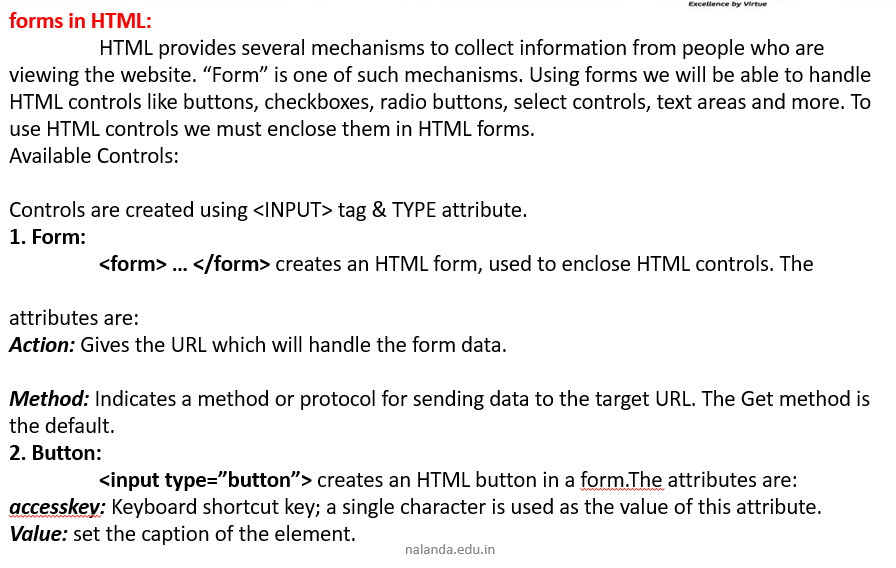 Excellence by Virtue
forms in HTML:
HTML provides several mechanisms to collect information from people who are
viewing the website. “Form” is one of such mechanisms. Using forms we will be able to handle
HTML controls like buttons, checkboxes, radio buttons, select controls, text areas and more. To
use HTML controls we must enclose them in HTML forms.
Available Controls:
Controls are created using <INPUT> tag & TYPE attribute.
1. Form:
<form> ... </form> creates an HTML form, used to enclose HTML controls. The
attributes are:
Action: Gives the URL which will handle the form data.
Method: Indicates a method or protocol for sending data to the target URL. The Get method is
the default.
2. Button:
<input type=”button”> creates an HTML button in a form.The attributes are:
accesskey: Keyboard shortcut key; a single character is used as the value of this attribute.
Value: set the caption of the element.
nalanda.edu.in